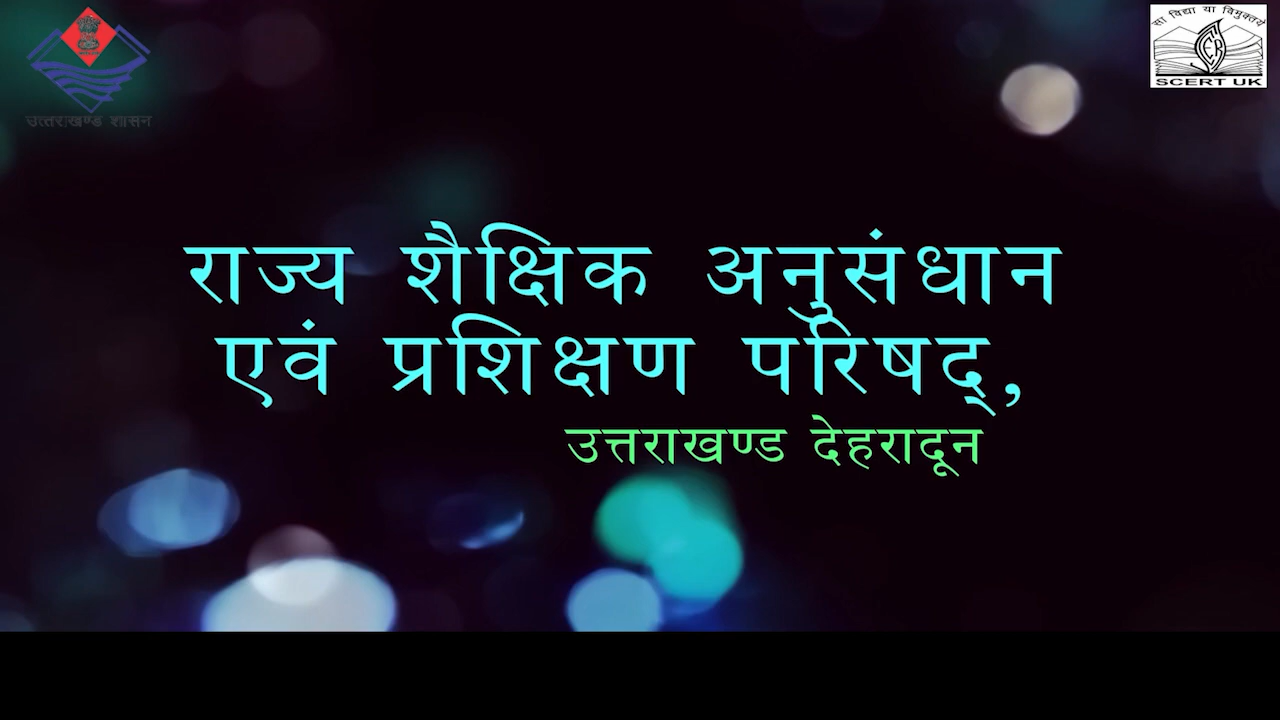 सा विद्या या विमुक्तये
SCERT UK
उत्तराखण्ड शासन
राज्य शैक्षिक अनुसंधान
एवं प्रशिक्षण परिषद्,
उत्तराखण्ड देहरादून